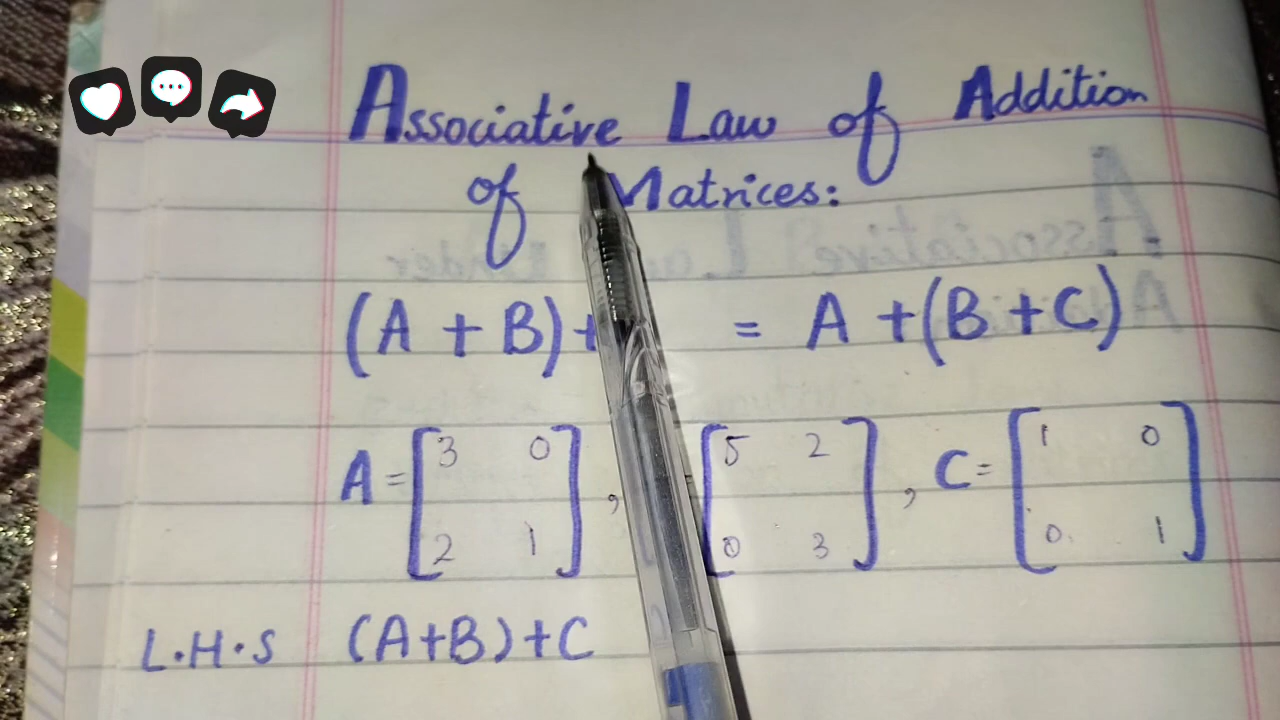 Associative Law of Addition
of Matrices:
(A + B) + = A + (B + C)
A = [3 0 , [5 2 , C = [1 0
2 1] 0 3] 0. 1]
L.H.S (A+B)+C